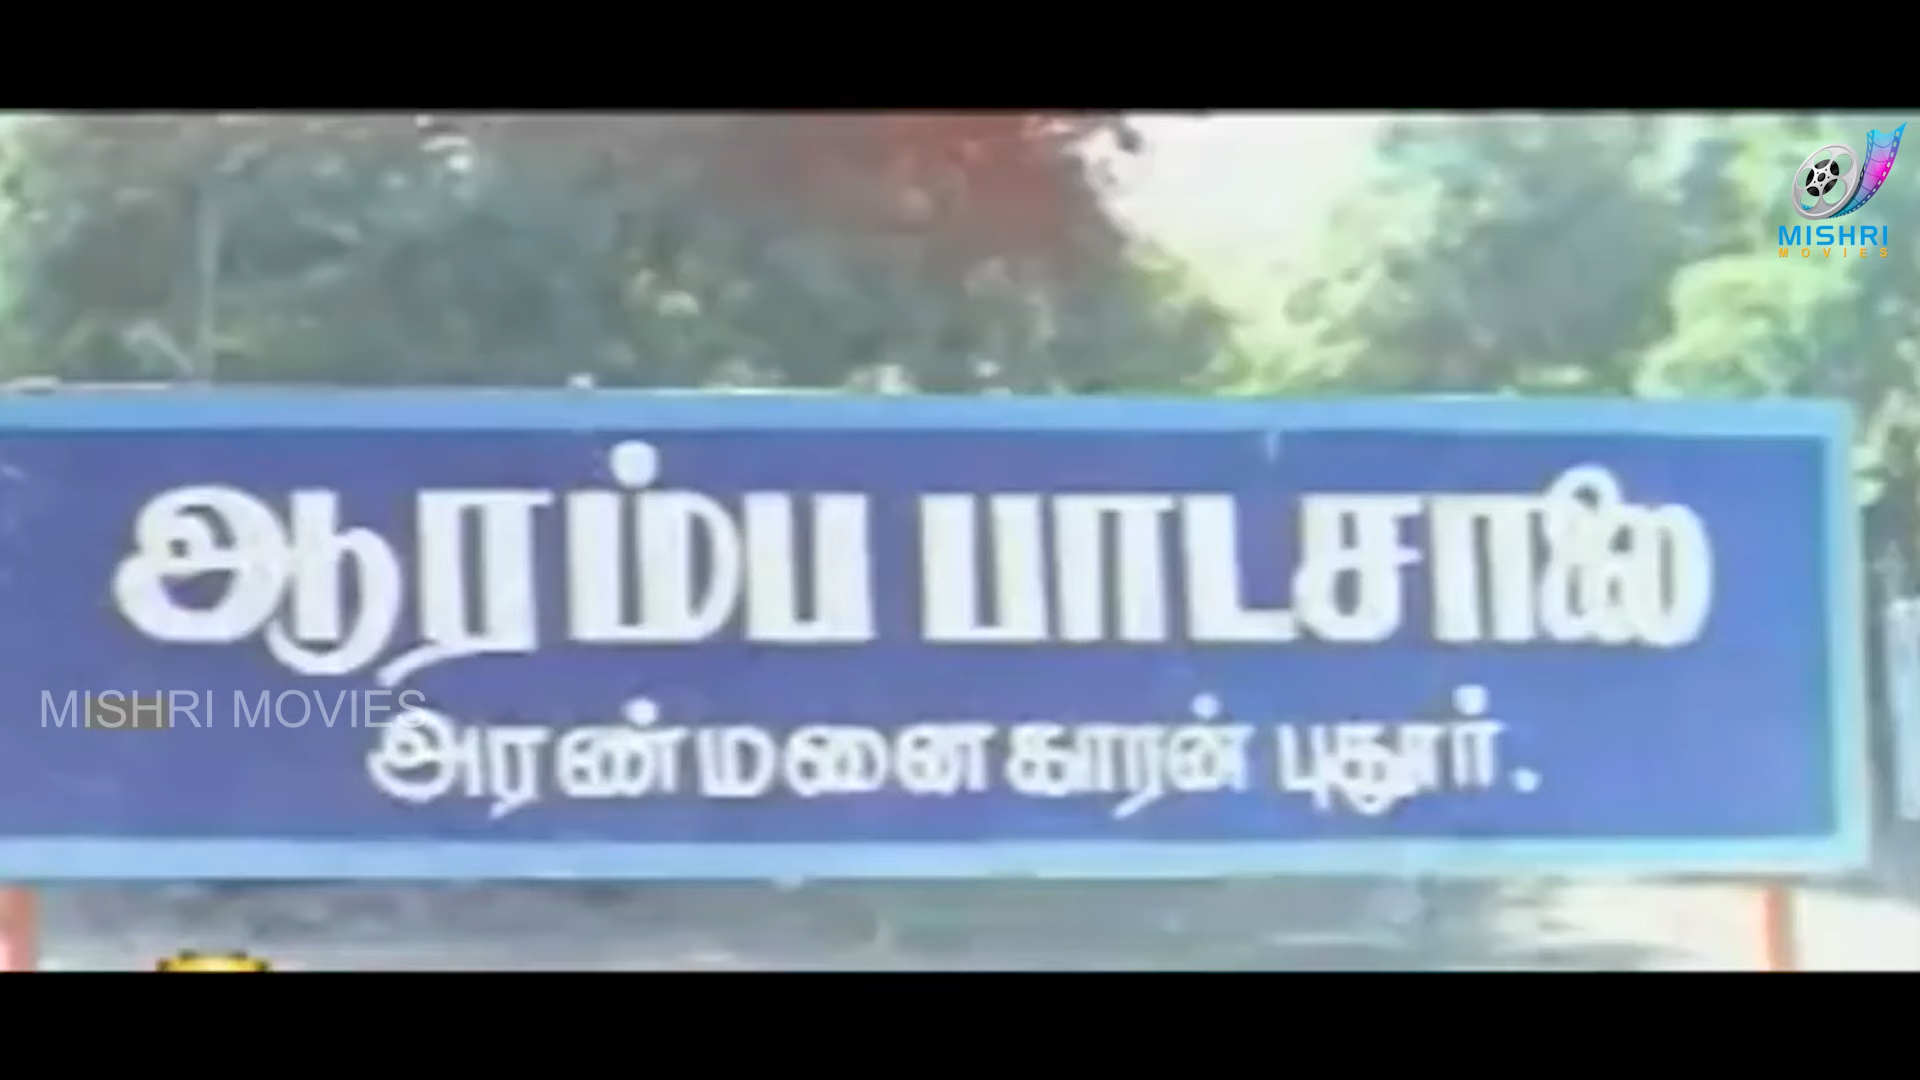 MISHRI
MOVIES
ஆரம்ப பாடசாலை
MISHRI MOVIES
அரண்மனைகாரன் புதூர்.